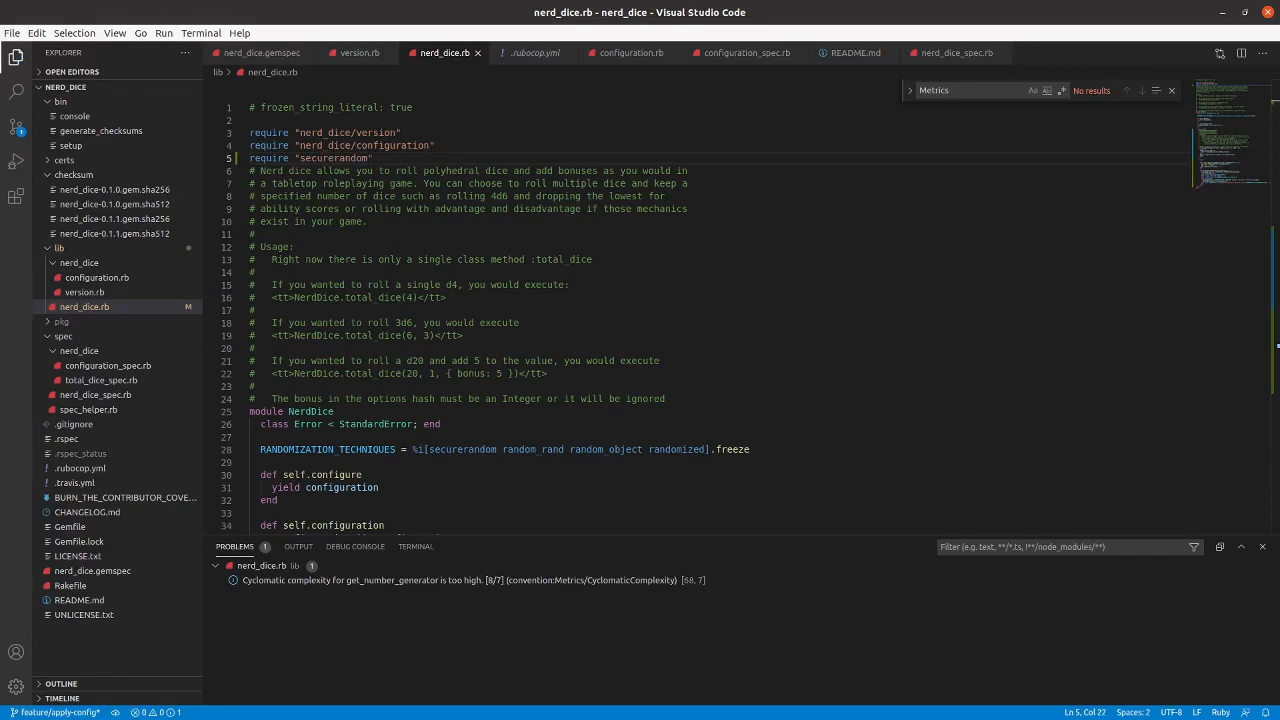 nerd_dice.rb - nerd_dice - Visual Studio Code
File Edit Selection View Go Run Terminal Help
EXPLORER
nerd_dice.gemspec
version.rb
nerd_dice.rb
.rubocop.yml
configuration.rb
configuration_spec.rb
README.md
nerd_dice_spec.rb
OPEN EDITORS
NERD_DICE
bin
console
generate_checksums
setup
certs
checksum
nerd_dice-0.1.0.gem.sha256
nerd_dice-0.1.0.gem.sha512
nerd_dice-0.1.1.gem.sha256
nerd_dice-0.1.1.gem.sha512
lib
nerd_dice
configuration.rb
version.rb
nerd_dice.rb M
pkg
spec
nerd_dice
configuration_spec.rb
total_dice_spec.rb
nerd_dice_spec.rb
spec_helper.rb
.gitignore
.rspec
.rspec_status
.rubocop.yml
.travis.yml
BURN_THE_CONTRIBUTOR_COVE...
CHANGELOG.md
Gemfile
Gemfile.lock
LICENSE.txt
nerd_dice.gemspec
Rakefile
README.md
UNLICENSE.txt
OUTLINE
TIMELINE
1
lib > nerd_dice.rb
Metrics
Aa
No results
1 # frozen_string_literal: true
2
3 require "nerd_dice/version"
4 require "nerd_dice/configuration"
5 require "securerandom"
6 # Nerd dice allows you to roll polyhedral dice and add bonuses as you would in
7 # a tabletop roleplaying game. You can choose to roll multiple dice and keep a
8 # specified number of dice such as rolling 4d6 and dropping the lowest for
9 # ability scores or rolling with advantage and disadvantage if those mechanics
10 # exist in your game.
11 #
12 # Usage:
13 #   Right now there is only a single class method :total_dice
14 #
15 #   If you wanted to roll a single d4, you would execute:
16 #   <tt>NerdDice.total_dice(4)</tt>
17 #
18 #   If you wanted to roll 3d6, you would execute
19 #   <tt>NerdDice.total_dice(6, 3)</tt>
20 #
21 #   If you wanted to roll a d20 and add 5 to the value, you would execute
22 #   <tt>NerdDice.total_dice(20, 1, { bonus: 5 })</tt>
23 #
24 #   The bonus in the options hash must be an Integer or it will be ignored
25 module NerdDice
26   class Error < StandardError; end
27
28   RANDOMIZATION_TECHNIQUES = %i[securerandom random_rand random_object randomized].freeze
29
30   def self.configure
31     yield configuration
32   end
33
34   def self.configuration
PROBLEMS 1 OUTPUT DEBUG CONSOLE TERMINAL
Filter (e.g. text, **/*.ts, !**/node_modules/**)
nerd_dice.rb lib 1
Cyclomatic complexity for get_number_generator is too high. [8/7] (convention:Metrics/CyclomaticComplexity) [68, 7]
feature/apply-config* 0 0 1
Ln 5, Col 22 Spaces: 2 UTF-8 LF Ruby